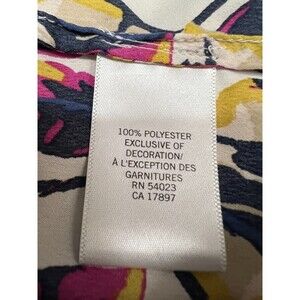 100% POLYESTER
EXCLUSIVE OF
DECORATION/
À L'EXCEPTION DES
GARNITURES
RN 54023
CA 17897